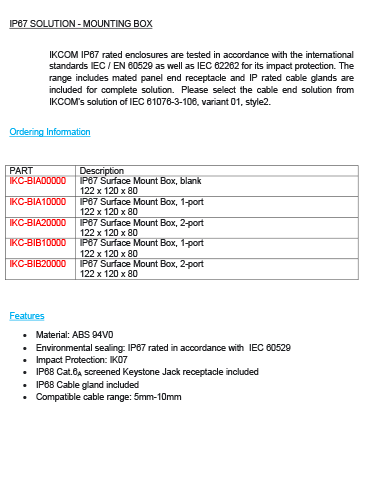 IP67 SOLUTION - MOUNTING BOX
IKCOM IP67 rated enclosures are tested in accordance with the international
standards IEC / EN 60529 as well as IEC 62262 for its impact protection. The
range includes mated panel end receptacle and IP rated cable glands are
included for complete solution.  Please select the cable end solution from
IKCOM's solution of IEC 61076-3-106, variant 01, style2.
Ordering Information
PART Description
IKC-BIA00000 IP67 Surface Mount Box, blank
122 x 120 x 80
IKC-BIA10000 IP67 Surface Mount Box, 1-port
122 x 120 x 80
IKC-BIA20000 IP67 Surface Mount Box, 2-port
122 x 120 x 80
IKC-BIB10000 IP67 Surface Mount Box, 1-port
122 x 120 x 80
IKC-BIB20000 IP67 Surface Mount Box, 2-port
122 x 120 x 80
Features
• Material: ABS 94V0
• Environmental sealing: IP67 rated in accordance with  IEC 60529
• Impact Protection: IK07
• IP68 Cat.6A screened Keystone Jack receptacle included
• IP68 Cable gland included
• Compatible cable range: 5mm-10mm